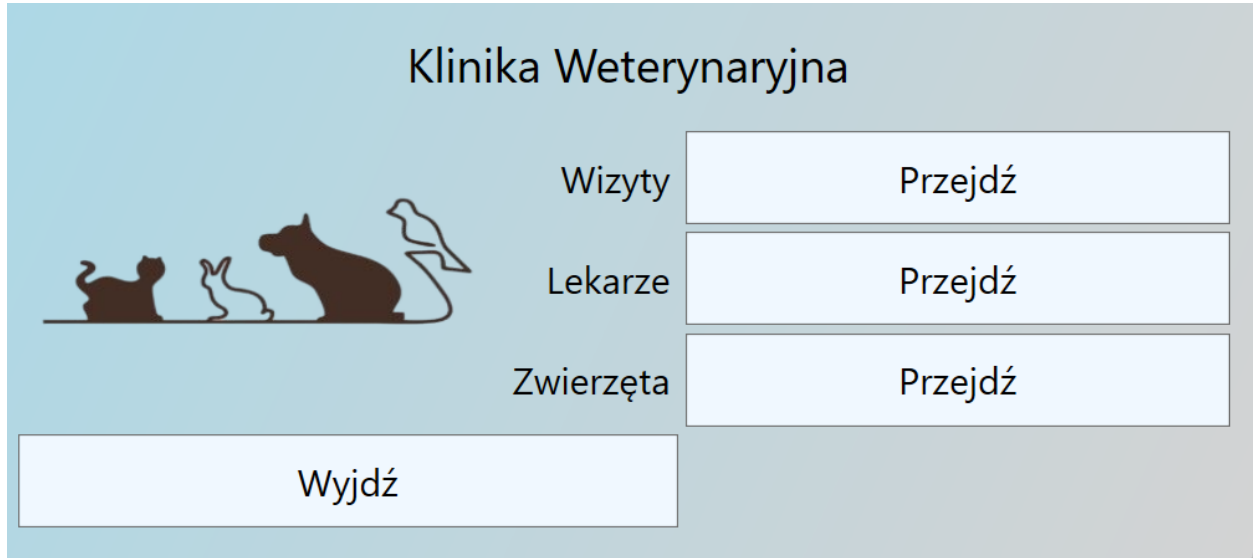 Klinika Weterynaryjna
Wizyty Przejdź
Lekarze Przejdź
Zwierzęta Przejdź
Wyjdź